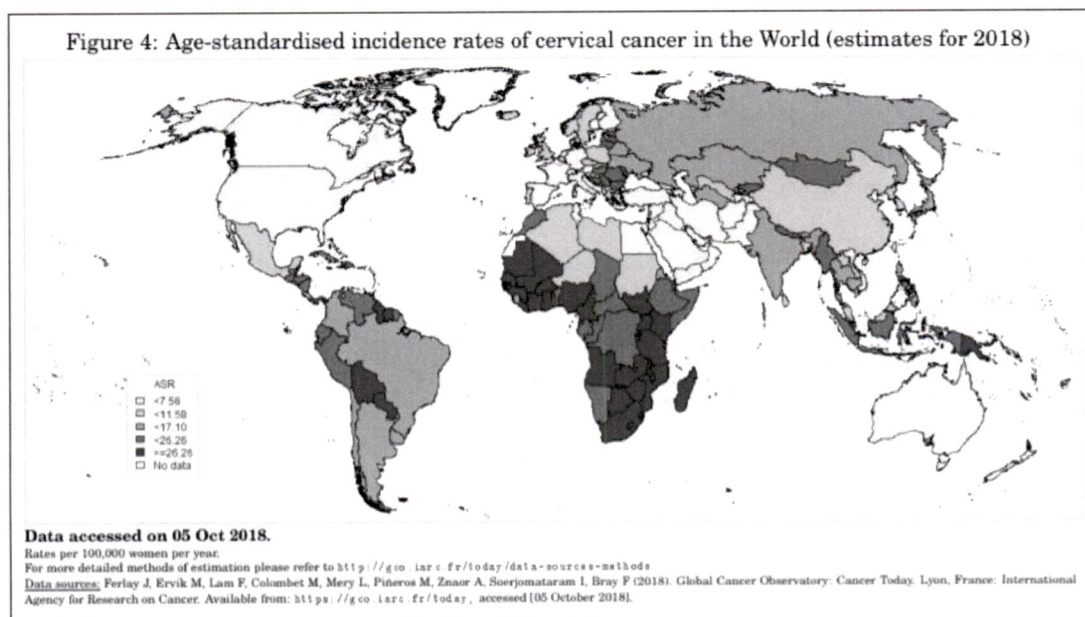 Figure 4: Age-standardised incidence rates of cervical cancer in the World (estimates for 2018)
ASR
<7.56
<11.58
<17.10
<26.26
>=26.26
No data
Data accessed on 05 Oct 2018.
Rates per 100,000 women per year.
For more detailed methods of estimation please refer to http://gco.iarc.fr/today/data-sources-methods
Data sources: Ferlay J, Ervik M, Lam F, Colombet M, Mery L, Piñeros M, Znaor A, Soerjomataram I, Bray F (2018). Global Cancer Observatory: Cancer Today. Lyon, France: International
Agency for Research on Cancer. Available from: https://gco.iarc.fr/today, accessed [05 October 2018].